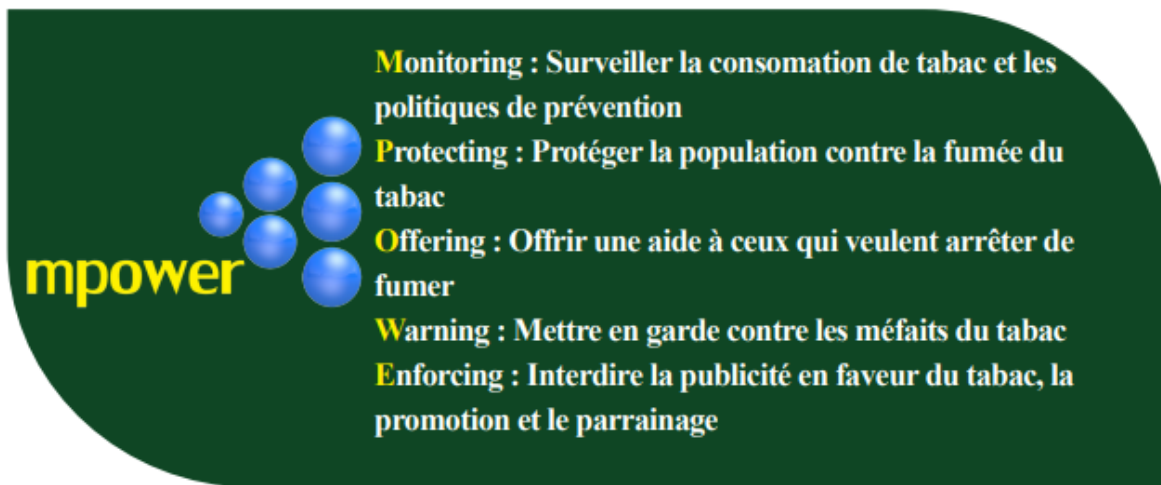 Monitoring : Surveiller la consomation de tabac et les
politiques de prévention
Protecting : Protéger la population contre la fumée du
tabac
Offering : Offrir une aide à ceux qui veulent arrêter de
fumer
Warning : Mettre en garde contre les méfaits du tabac
Enforcing : Interdire la publicité en faveur du tabac, la
promotion et le parrainage
mpower